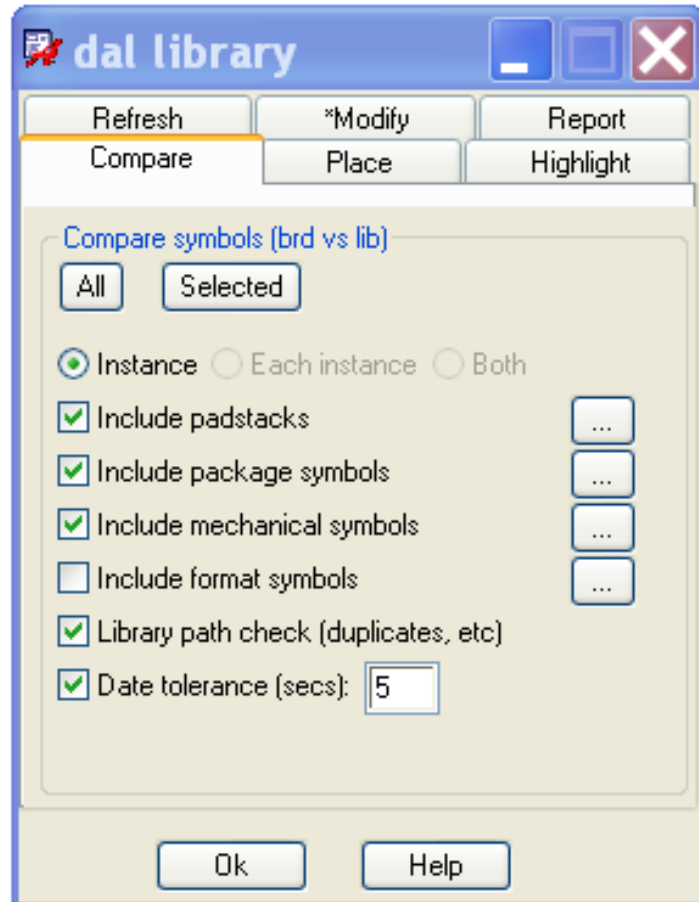 dal library
Refresh *Modify Report
Compare Place Highlight
Compare symbols (brd vs lib)
All Selected
Instance Each instance Both
Include padstacks ...
Include package symbols ...
Include mechanical symbols ...
Include format symbols ...
Library path check (duplicates, etc)
Date tolerance (secs): 5
Ok Help